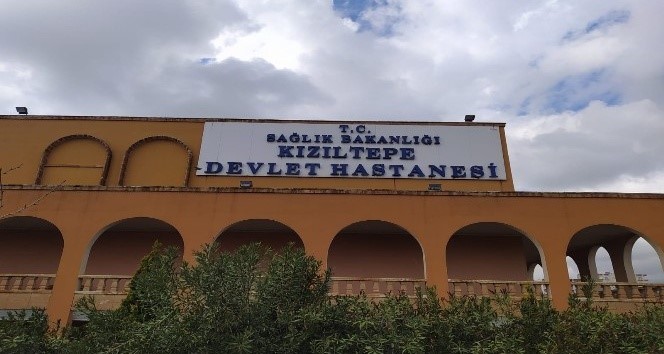 T.C.
SAĞLIK BAKANLIĞI
KIZILTEPE
DEVLET HASTANESİ